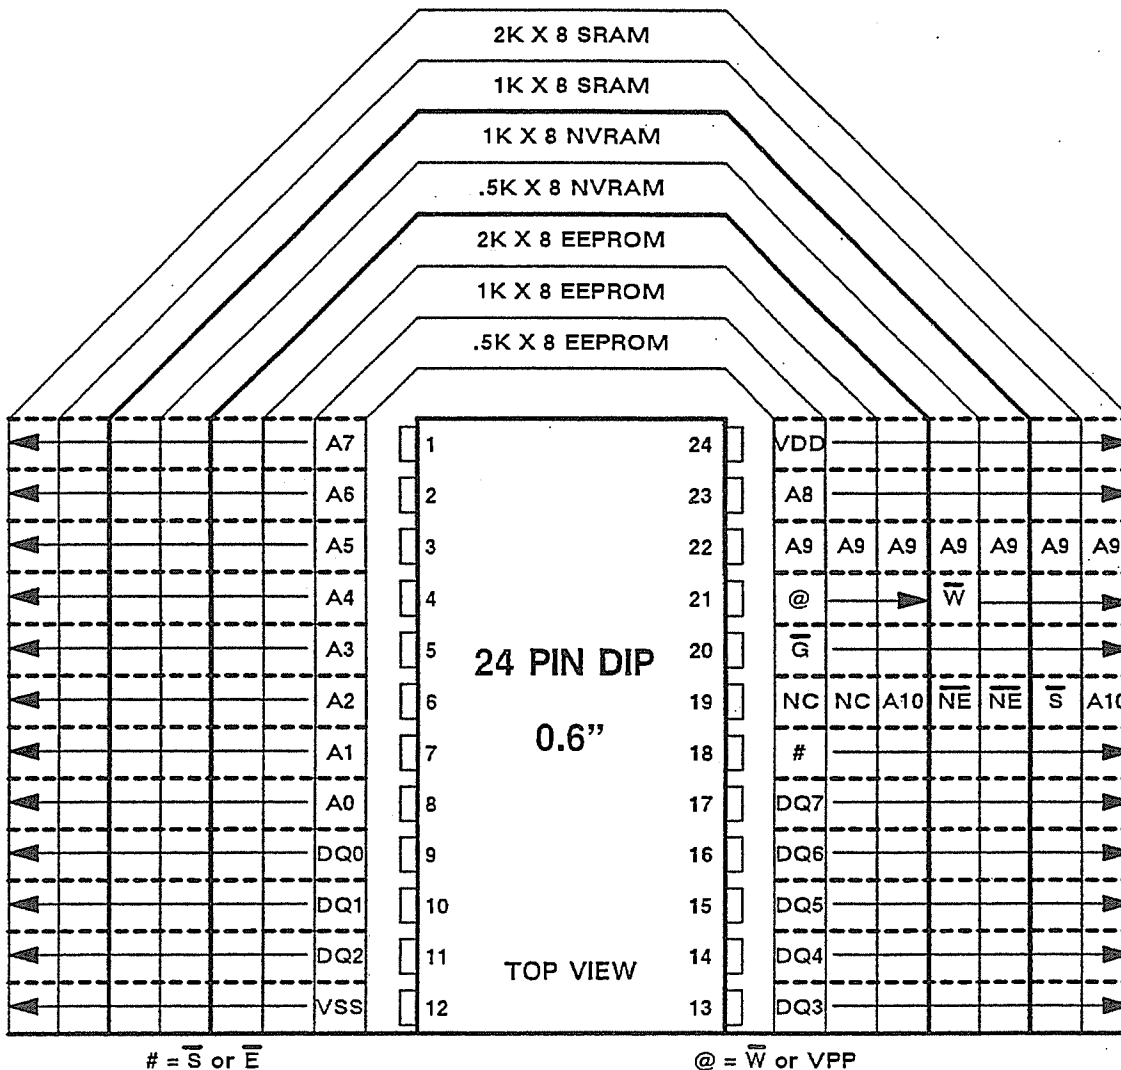 2K X 8 SRAM
1K X 8 SRAM
1K X 8 NVRAM
.5K X 8 NVRAM
2K X 8 EEPROM
1K X 8 EEPROM
.5K X 8 EEPROM
A7 1 24 VDD
A6 2 23 A8
A5 3 22 A9 A9 A9 A9 A9 A9 A9
A4 4 21 @ W̅
A3 5 20 G̅
A2 6 19 NC NC A10 N̅E̅ N̅E̅ S̅ A10
A1 7 18 #
A0 8 17 DQ7
DQ0 9 16 DQ6
DQ1 10 15 DQ5
DQ2 11 14 DQ4
VSS 12 13 DQ3
24 PIN DIP
0.6”
TOP VIEW
# = S̅ or E̅
@ = W̅ or VPP